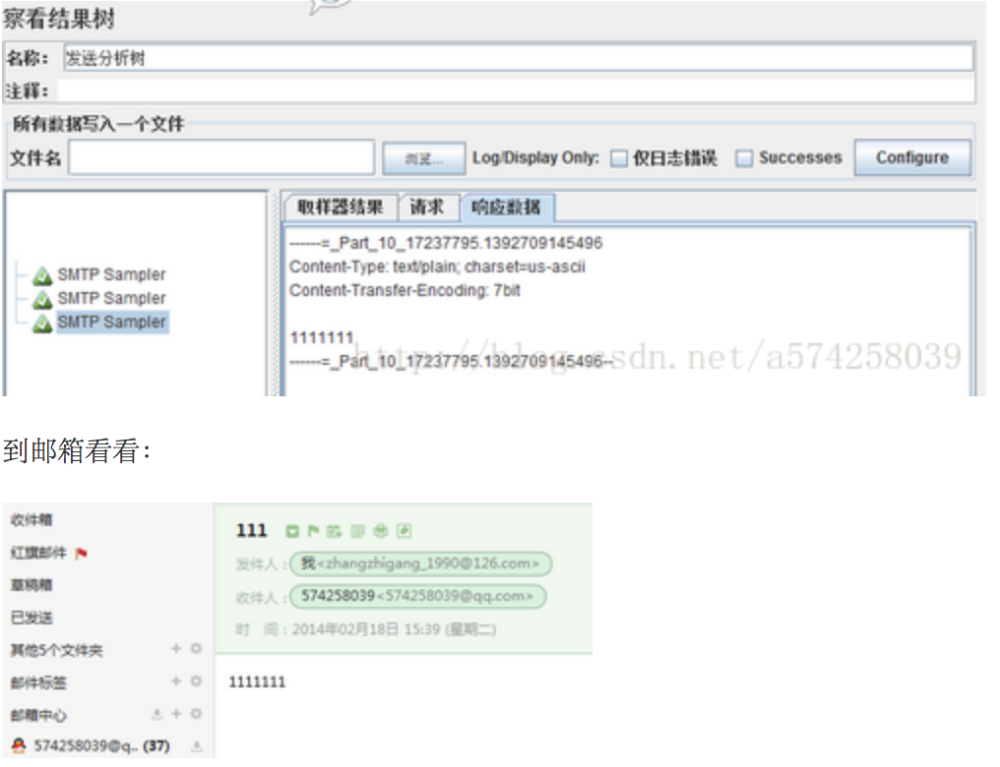 察看结果树
名称: 发送分析树
注释:
所有数据写入一个文件
文件名 浏览... Log/Display Only: 仅日志错误 Successes Configure
取样器结果 请求 响应数据
------=_Part_10_17237795.1392709145496
Content-Type: text/plain; charset=us-ascii
Content-Transfer-Encoding: 7bit
SMTP Sampler
SMTP Sampler
SMTP Sampler
1111111
------=_Part_10_17237795.1392709145496--
http://blog.csdn.net/a574258039
到邮箱看看:
收件箱
红旗邮件
草稿箱
已发送
其他5个文件夹
邮件标签
邮箱中心
574258039@q.. (37)
111
发件人: 我<zhangzhigang_1990@126.com>
收件人: 574258039<574258039@qq.com>
时 间: 2014年02月18日 15:39 (星期二)
1111111